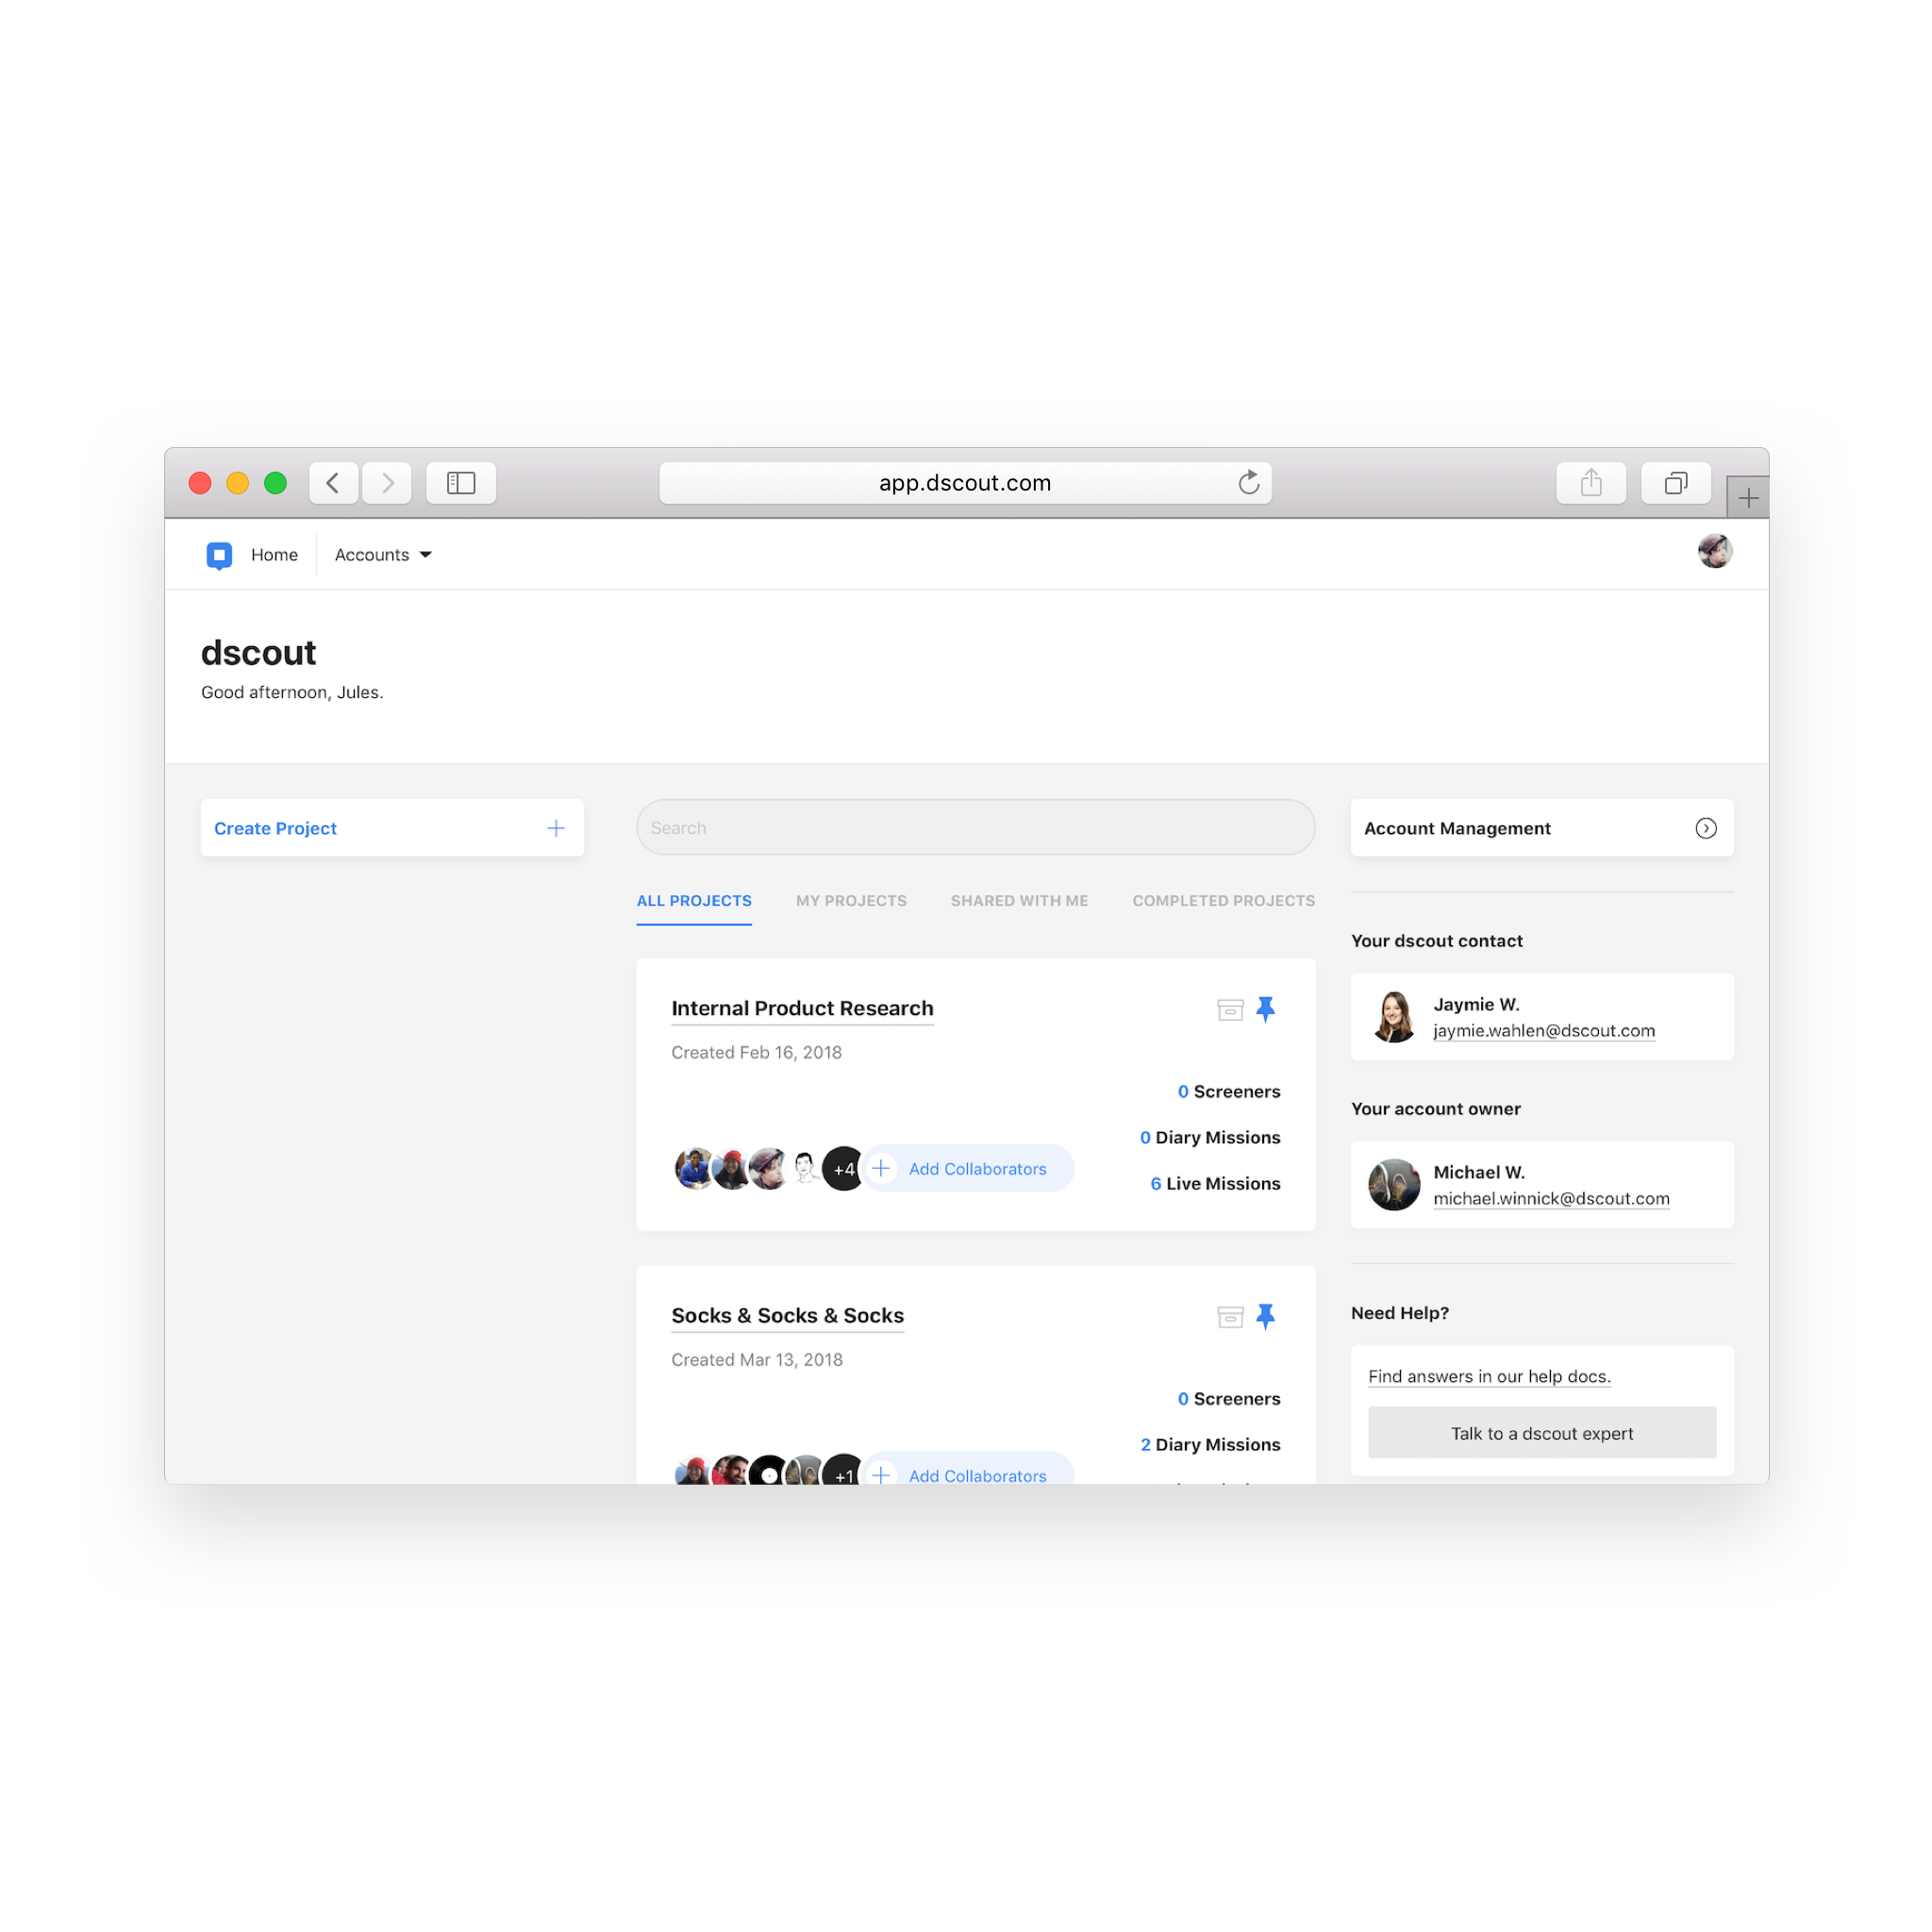 app.dscout.com
Home
Accounts
dscout
Good afternoon, Jules.
Create Project
Search
ALL PROJECTS
MY PROJECTS
SHARED WITH ME
COMPLETED PROJECTS
Internal Product Research
Created Feb 16, 2018
0 Screeners
0 Diary Missions
6 Live Missions
+4
Add Collaborators
Socks & Socks & Socks
Created Mar 13, 2018
0 Screeners
2 Diary Missions
+1
Add Collaborators
Account Management
Your dscout contact
Jaymie W.
jaymie.wahlen@dscout.com
Your account owner
Michael W.
michael.winnick@dscout.com
Need Help?
Find answers in our help docs.
Talk to a dscout expert